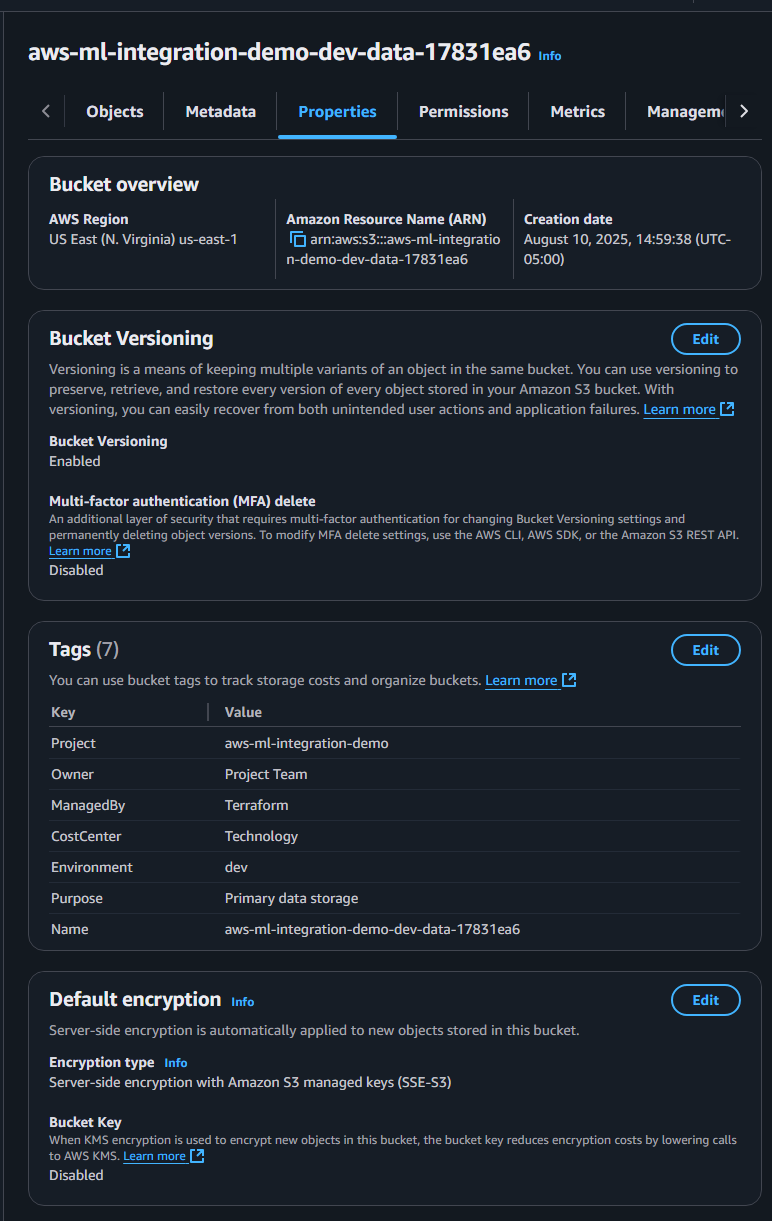 aws-ml-integration-demo-dev-data-17831ea6 Info
Objects Metadata Properties Permissions Metrics Managem
Bucket overview
AWS Region
US East (N. Virginia) us-east-1
Amazon Resource Name (ARN)
arn:aws:s3:::aws-ml-integratio
n-demo-dev-data-17831ea6
Creation date
August 10, 2025, 14:59:38 (UTC-
05:00)
Bucket Versioning
Edit
Versioning is a means of keeping multiple variants of an object in the same bucket. You can use versioning to
preserve, retrieve, and restore every version of every object stored in your Amazon S3 bucket. With
versioning, you can easily recover from both unintended user actions and application failures. Learn more
Bucket Versioning
Enabled
Multi-factor authentication (MFA) delete
An additional layer of security that requires multi-factor authentication for changing Bucket Versioning settings and
permanently deleting object versions. To modify MFA delete settings, use the AWS CLI, AWS SDK, or the Amazon S3 REST API.
Learn more
Disabled
Tags (7)
Edit
You can use bucket tags to track storage costs and organize buckets. Learn more
Key Value
Project aws-ml-integration-demo
Owner Project Team
ManagedBy Terraform
CostCenter Technology
Environment dev
Purpose Primary data storage
Name aws-ml-integration-demo-dev-data-17831ea6
Default encryption Info
Edit
Server-side encryption is automatically applied to new objects stored in this bucket.
Encryption type Info
Server-side encryption with Amazon S3 managed keys (SSE-S3)
Bucket Key
When KMS encryption is used to encrypt new objects in this bucket, the bucket key reduces encryption costs by lowering calls
to AWS KMS. Learn more
Disabled